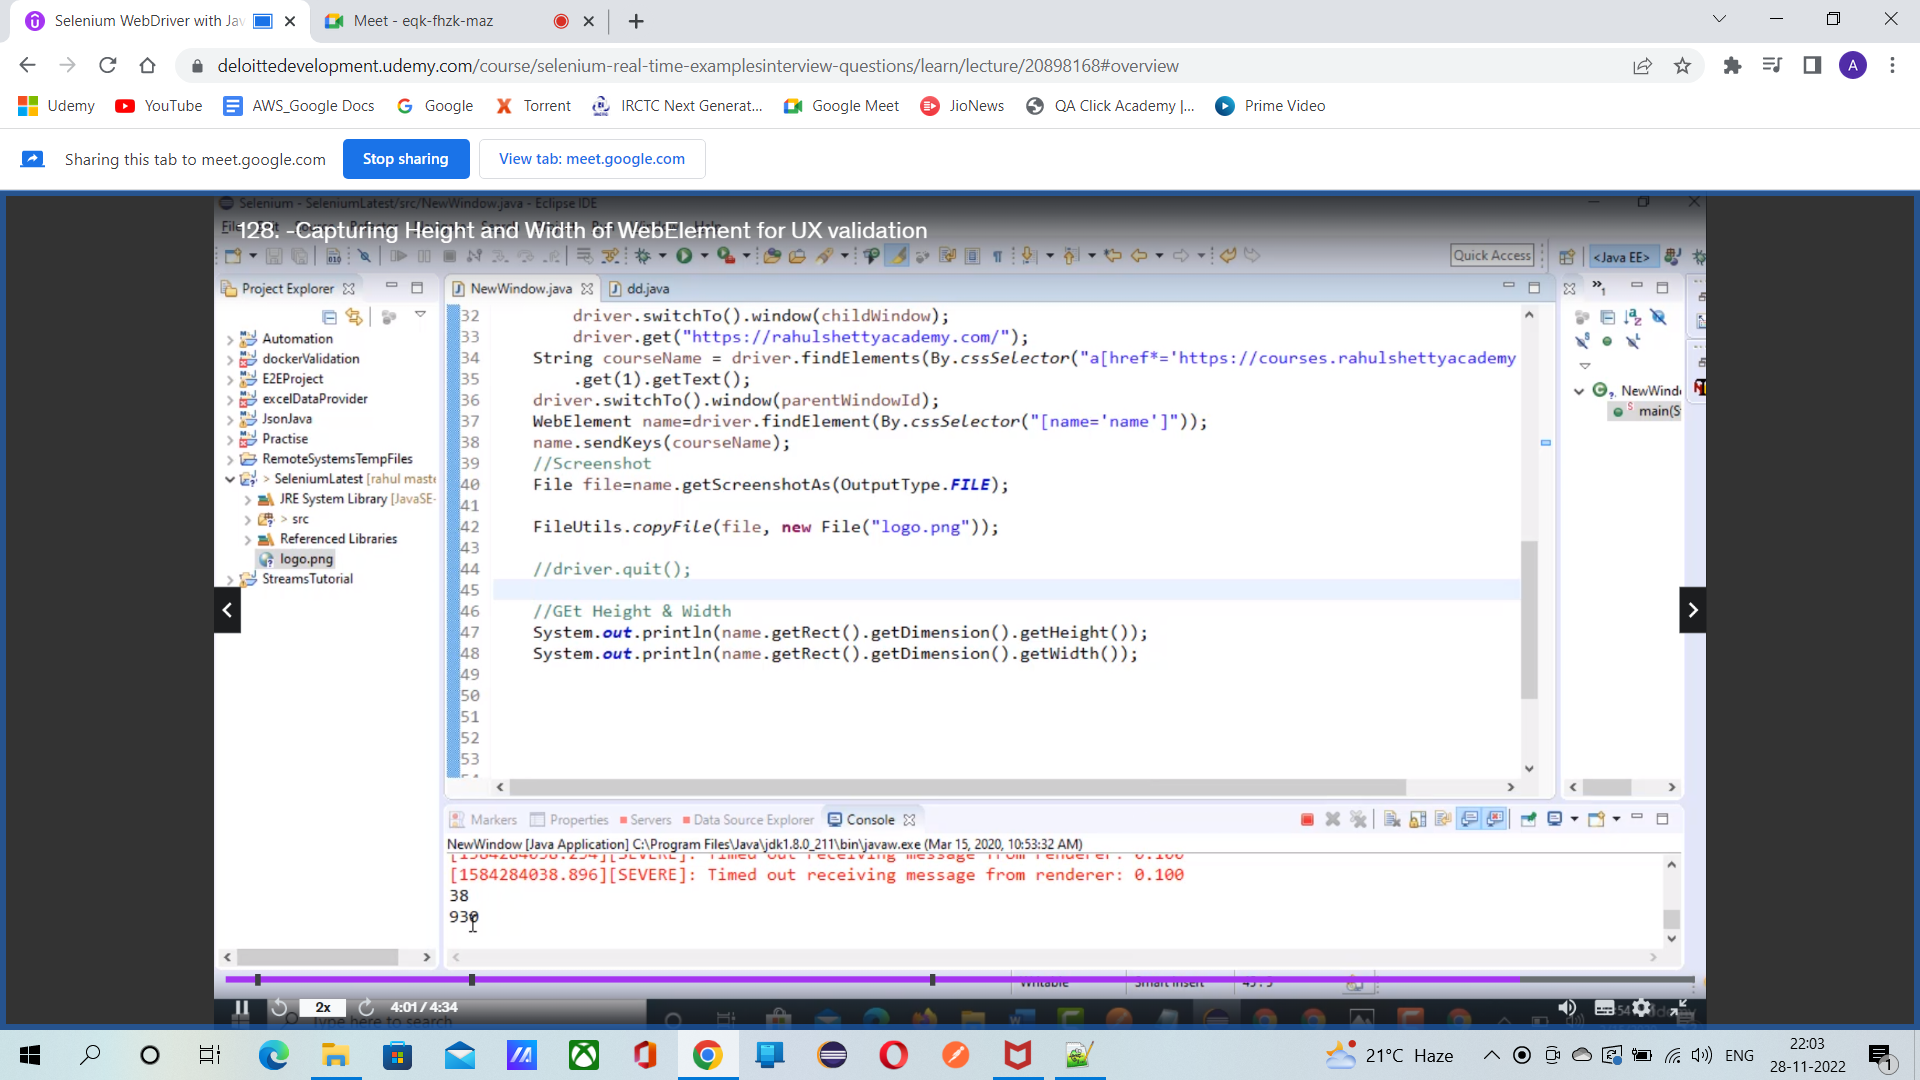 Selenium WebDriver with Jav
Meet - eqk-fhzk-maz
deloittedevelopment.udemy.com/course/selenium-real-time-examplesinterview-questions/learn/lecture/20898168#overview
A
Udemy
YouTube
AWS_Google Docs
Google
Torrent
IRCTC Next Generat...
Google Meet
JioNews
QA Click Academy |...
Prime Video
Sharing this tab to meet.google.com
Stop sharing
View tab: meet.google.com
Selenium - SeleniumLatest/src/NewWindow.java - Eclipse IDE
128. -Capturing Height and Width of WebElement for UX validation
Quick Access
<Java EE>
Project Explorer
NewWindow.java
dd.java
Automation
dockerValidation
E2EProject
excelDataProvider
JsonJava
Practise
RemoteSystemsTempFiles
> SeleniumLatest [rahul maste
JRE System Library [JavaSE-
> src
Referenced Libraries
logo.png
StreamsTutorial
32 driver.switchTo().window(childWindow);
33 driver.get("https://rahulshettyacademy.com/");
34 String courseName = driver.findElements(By.cssSelector("a[href*='https://courses.rahulshettyacademy
35 .get(1).getText();
36 driver.switchTo().window(parentWindowId);
37 WebElement name=driver.findElement(By.cssSelector("[name='name']"));
38 name.sendKeys(courseName);
39 //Screenshot
40 File file=name.getScreenshotAs(OutputType.FILE);
41
42 FileUtils.copyFile(file, new File("logo.png"));
43
44 //driver.quit();
45
46 //GEt Height & Width
47 System.out.println(name.getRect().getDimension().getHeight());
48 System.out.println(name.getRect().getDimension().getWidth());
49
50
51
52
53
NewWinde
main(S
Markers
Properties
Servers
Data Source Explorer
Console
NewWindow [Java Application] C:\Program Files\Java\jdk1.8.0_211\bin\javaw.exe (Mar 15, 2020, 10:53:32 AM)
[1584284038.294][SEVERE]: Timed out receiving message from renderer: 0.100
[1584284038.896][SEVERE]: Timed out receiving message from renderer: 0.100
38
930
Writable
Smart Insert
2x
4:01 / 4:34
Type here to search
21°C Haze
ENG
22:03
28-11-2022
1